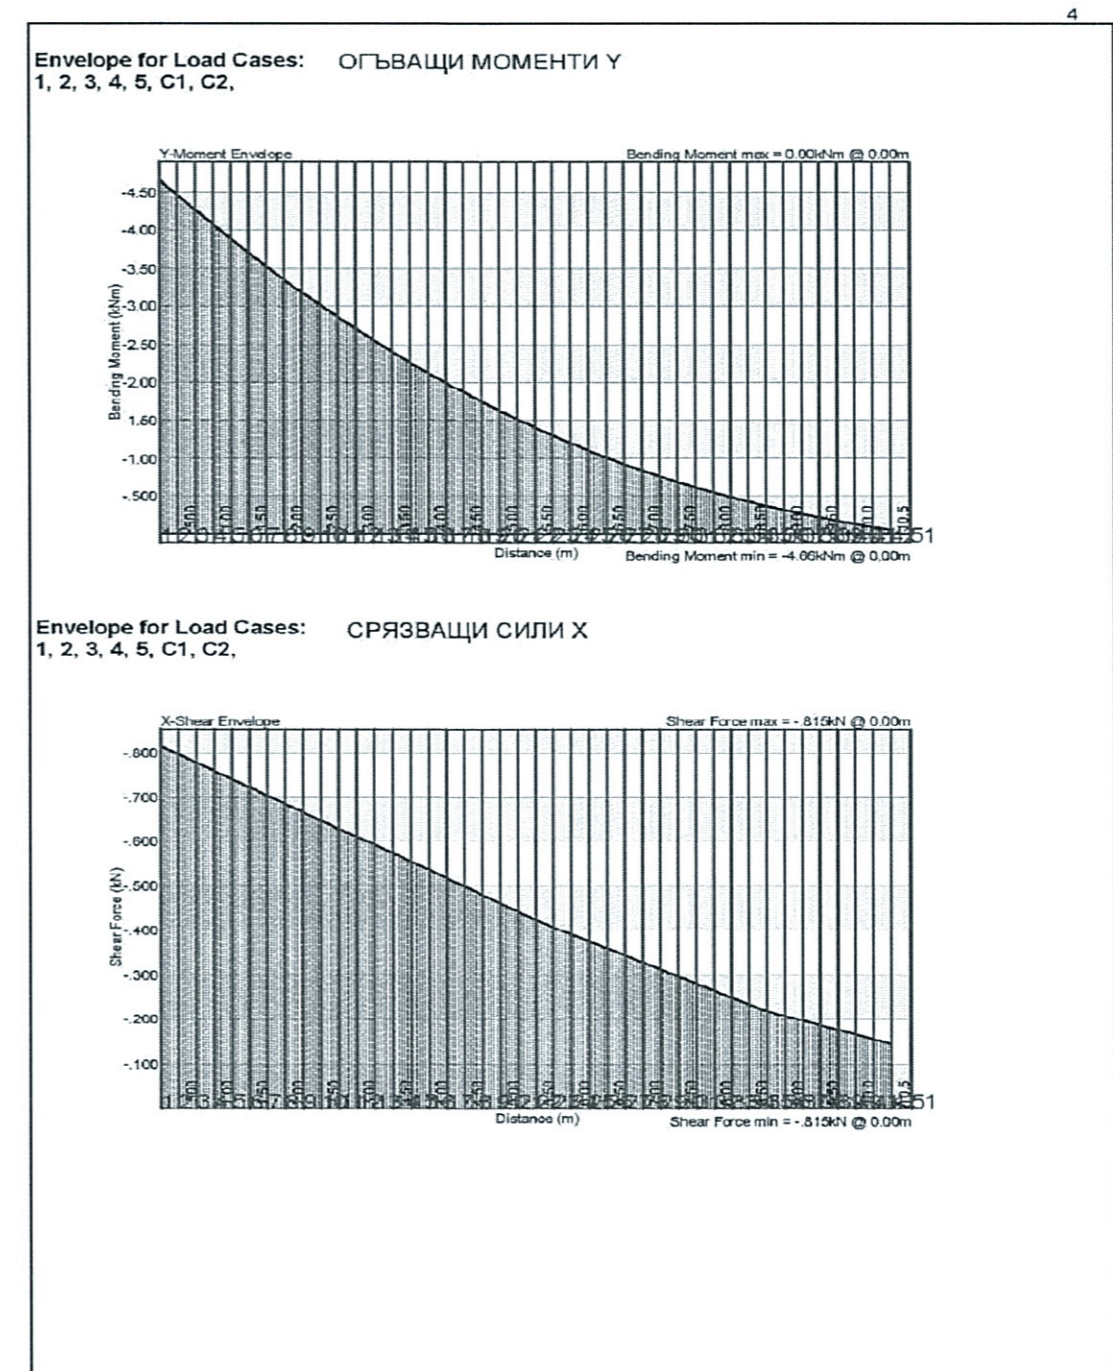 4
Envelope for Load Cases: ОГЪВАЩИ МОМЕНТИ Y
1, 2, 3, 4, 5, C1, C2,
Y-Moment Envelope Bending Moment max = 0.00kNm @ 0.00m
-4.50
-4.00
-3.50
-3.00
-2.50
-2.00
1.50
-1.00
-.500
Bending Moment (kNm)
Distance (m)
Bending Moment min = -4.66kNm @ 0.00m
Envelope for Load Cases: СРЯЗВАЩИ СИЛИ X
1, 2, 3, 4, 5, C1, C2,
X-Shear Envelope Shear Force max = -.815kN @ 0.00m
-.800
-.700
-.600
-.500
-.400
-.300
-.200
-.100
Shear Force (kN)
Distance (m)
Shear Force min = -.815kN @ 0.00m